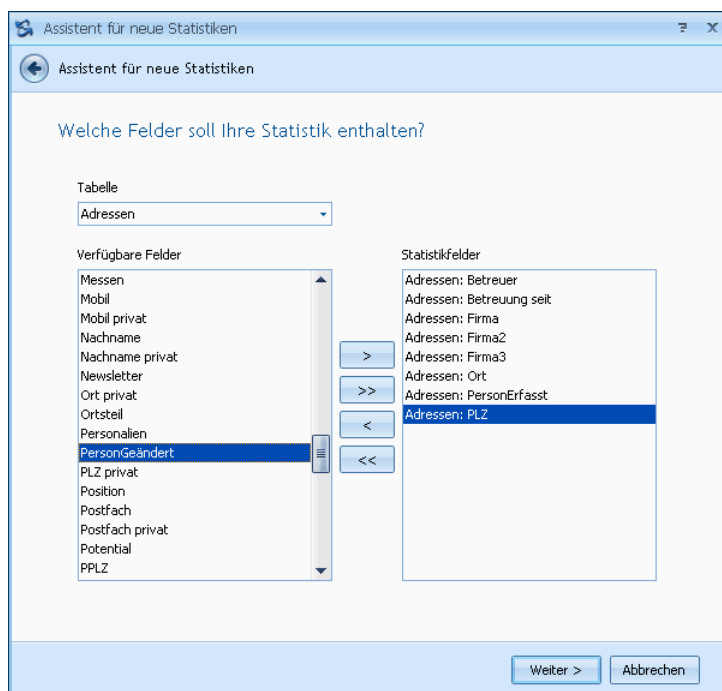 Assistent für neue Statistiken
Assistent für neue Statistiken
Welche Felder soll Ihre Statistik enthalten?
Tabelle
Adressen
Verfügbare Felder
Messen
Mobil
Mobil privat
Nachname
Nachname privat
Newsletter
Ort privat
Ortsteil
Personalien
PersonGeändert
PLZ privat
Position
Postfach
Postfach privat
Potential
PPLZ
>
>>
<
<<
Statistikfelder
Adressen: Betreuer
Adressen: Betreuung seit
Adressen: Firma
Adressen: Firma2
Adressen: Firma3
Adressen: Ort
Adressen: PersonErfasst
Adressen: PLZ
Weiter >
Abbrechen